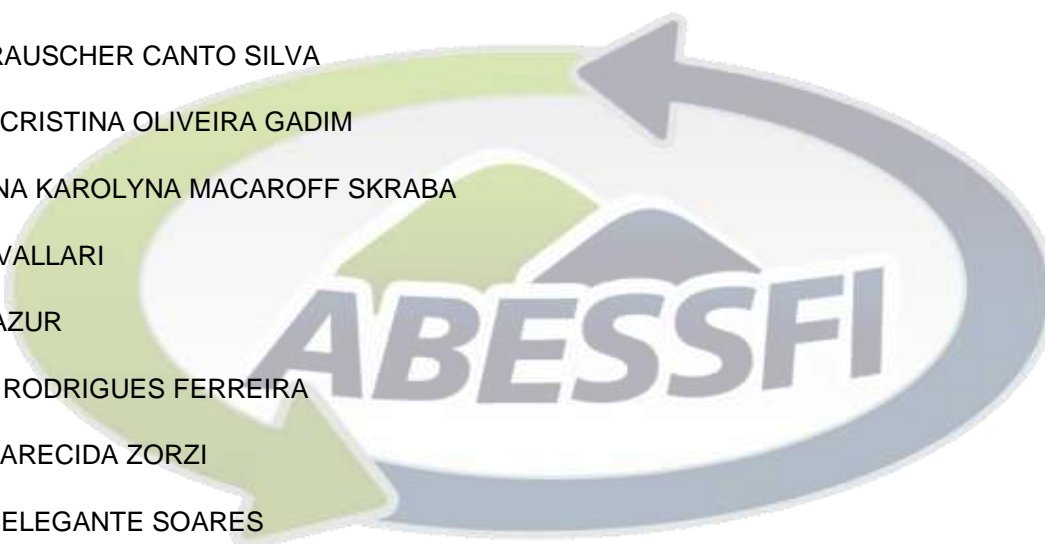 RAUSCHER CANTO SILVA
CRISTINA OLIVEIRA GADIM
NA KAROLYNA MACAROFF SKRABA
VALLARI
AZUR
RODRIGUES FERREIRA
ARECIDA ZORZI
ELEGANTE SOARES
ABESSFI